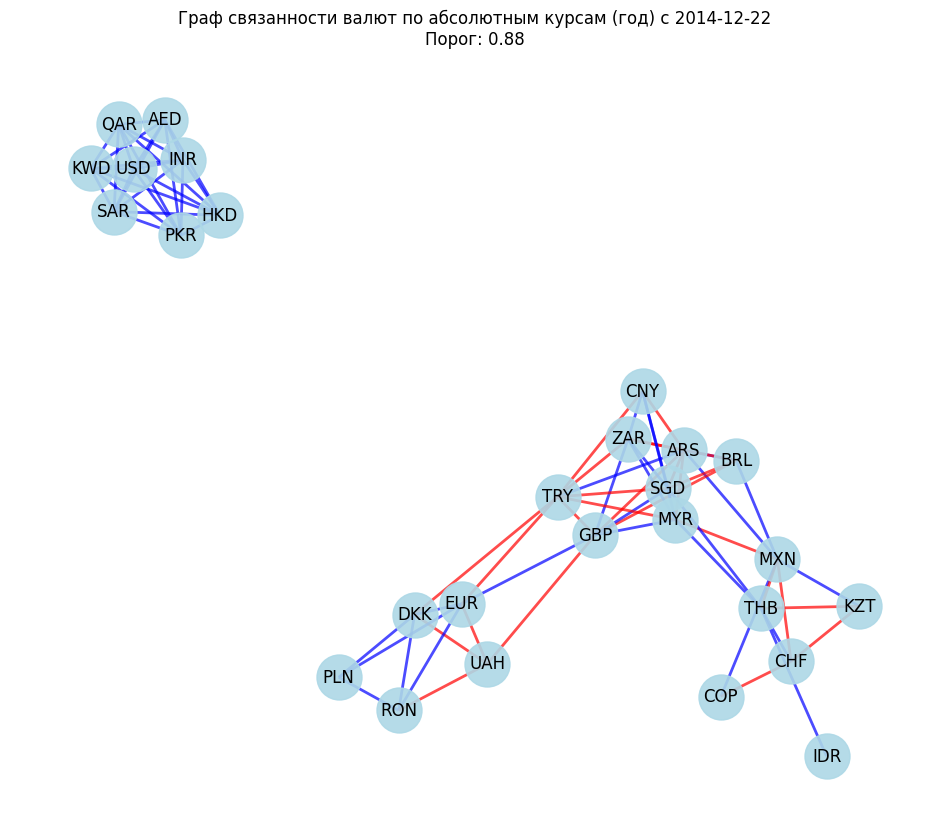 Граф связанности валют по абсолютным курсам (год) с 2014-12-22
Порог: 0.88
QAR
AED
INR
KWD
USD
SAR
HKD
PKR
CNY
ZAR
ARS
BRL
SGD
TRY
MYR
GBP
MXN
EUR
DKK
THB
KZT
UAH
CHF
PLN
COP
RON
IDR